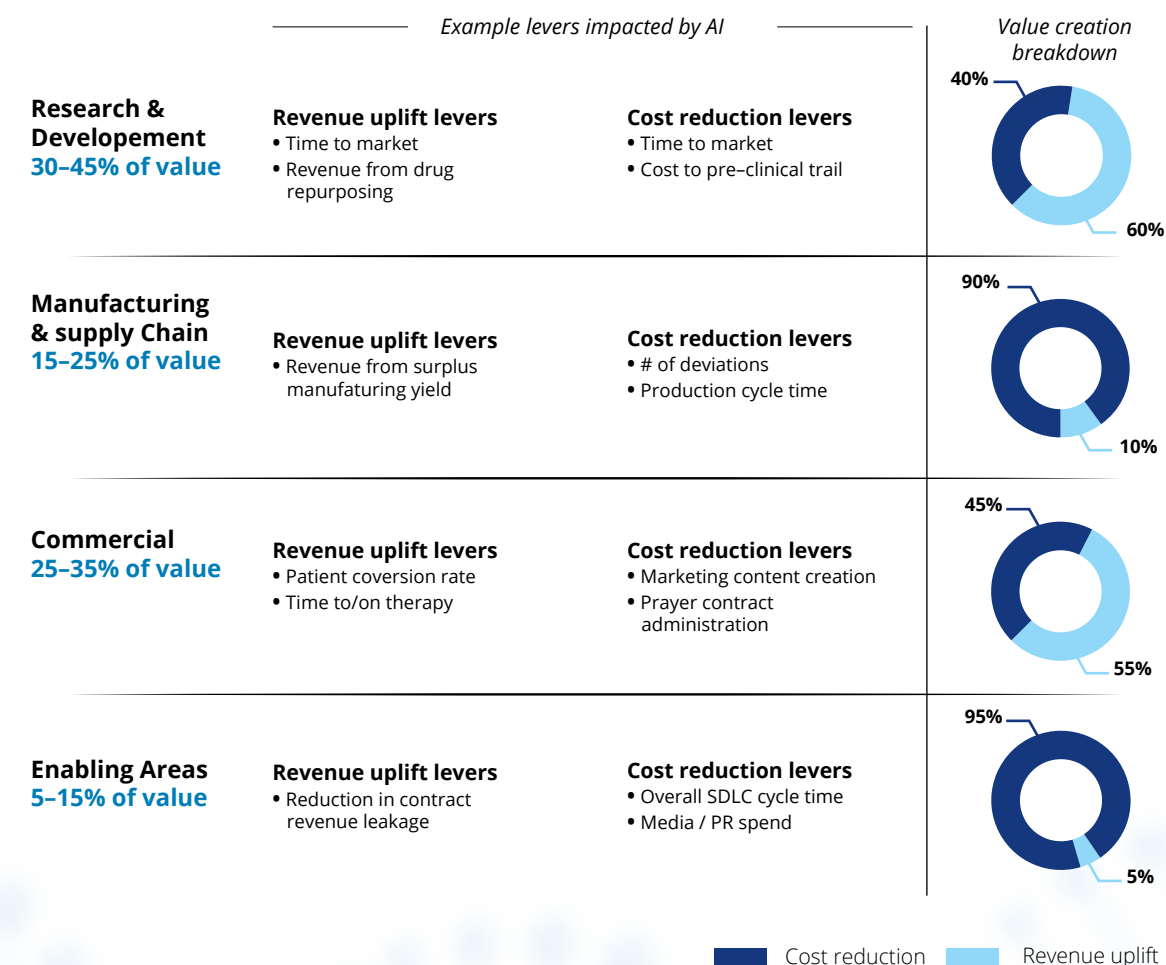 Example levers impacted by AI
Value creation
breakdown
Research &
Developement
30–45% of value
Revenue uplift levers
• Time to market
• Revenue from drug
repurposing
Cost reduction levers
• Time to market
• Cost to pre–clinical trail
40%
60%
Manufacturing
& supply Chain
15–25% of value
Revenue uplift levers
• Revenue from surplus
manufaturing yield
Cost reduction levers
• # of deviations
• Production cycle time
90%
10%
Commercial
25–35% of value
Revenue uplift levers
• Patient coversion rate
• Time to/on therapy
Cost reduction levers
• Marketing content creation
• Prayer contract
administration
45%
55%
Enabling Areas
5–15% of value
Revenue uplift levers
• Reduction in contract
revenue leakage
Cost reduction levers
• Overall SDLC cycle time
• Media / PR spend
95%
5%
Cost reduction
Revenue uplift